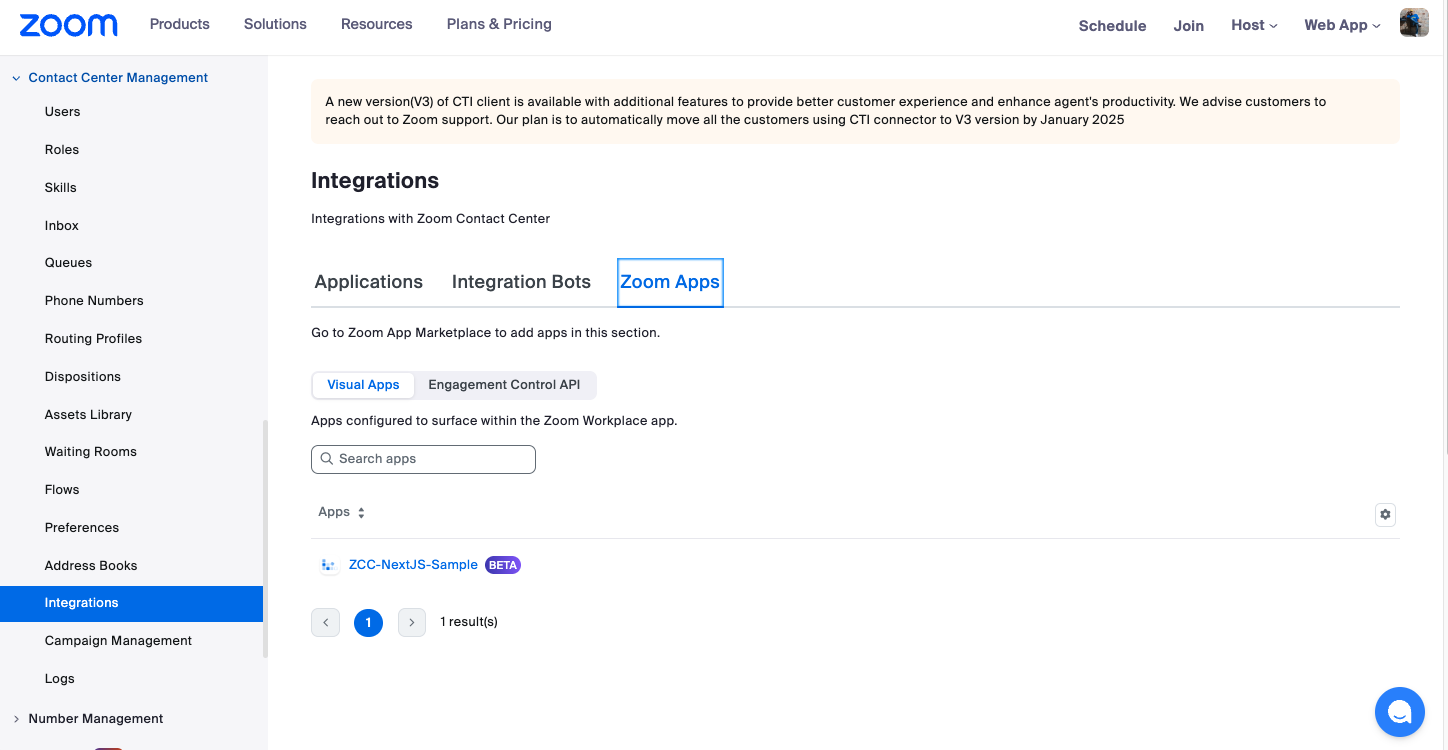 zoom
Products
Solutions
Resources
Plans & Pricing
Schedule
Join
Host
Web App
Contact Center Management
Users
Roles
Skills
Inbox
Queues
Phone Numbers
Routing Profiles
Dispositions
Assets Library
Waiting Rooms
Flows
Preferences
Address Books
Integrations
Campaign Management
Logs
Number Management
A new version(V3) of CTI client is available with additional features to provide better customer experience and enhance agent's productivity. We advise customers to
reach out to Zoom support. Our plan is to automatically move all the customers using CTI connector to V3 version by January 2025
Integrations
Integrations with Zoom Contact Center
Applications
Integration Bots
Zoom Apps
Go to Zoom App Marketplace to add apps in this section.
Visual Apps
Engagement Control API
Apps configured to surface within the Zoom Workplace app.
Search apps
Apps
ZCC-NextJS-Sample BETA
1
1 result(s)